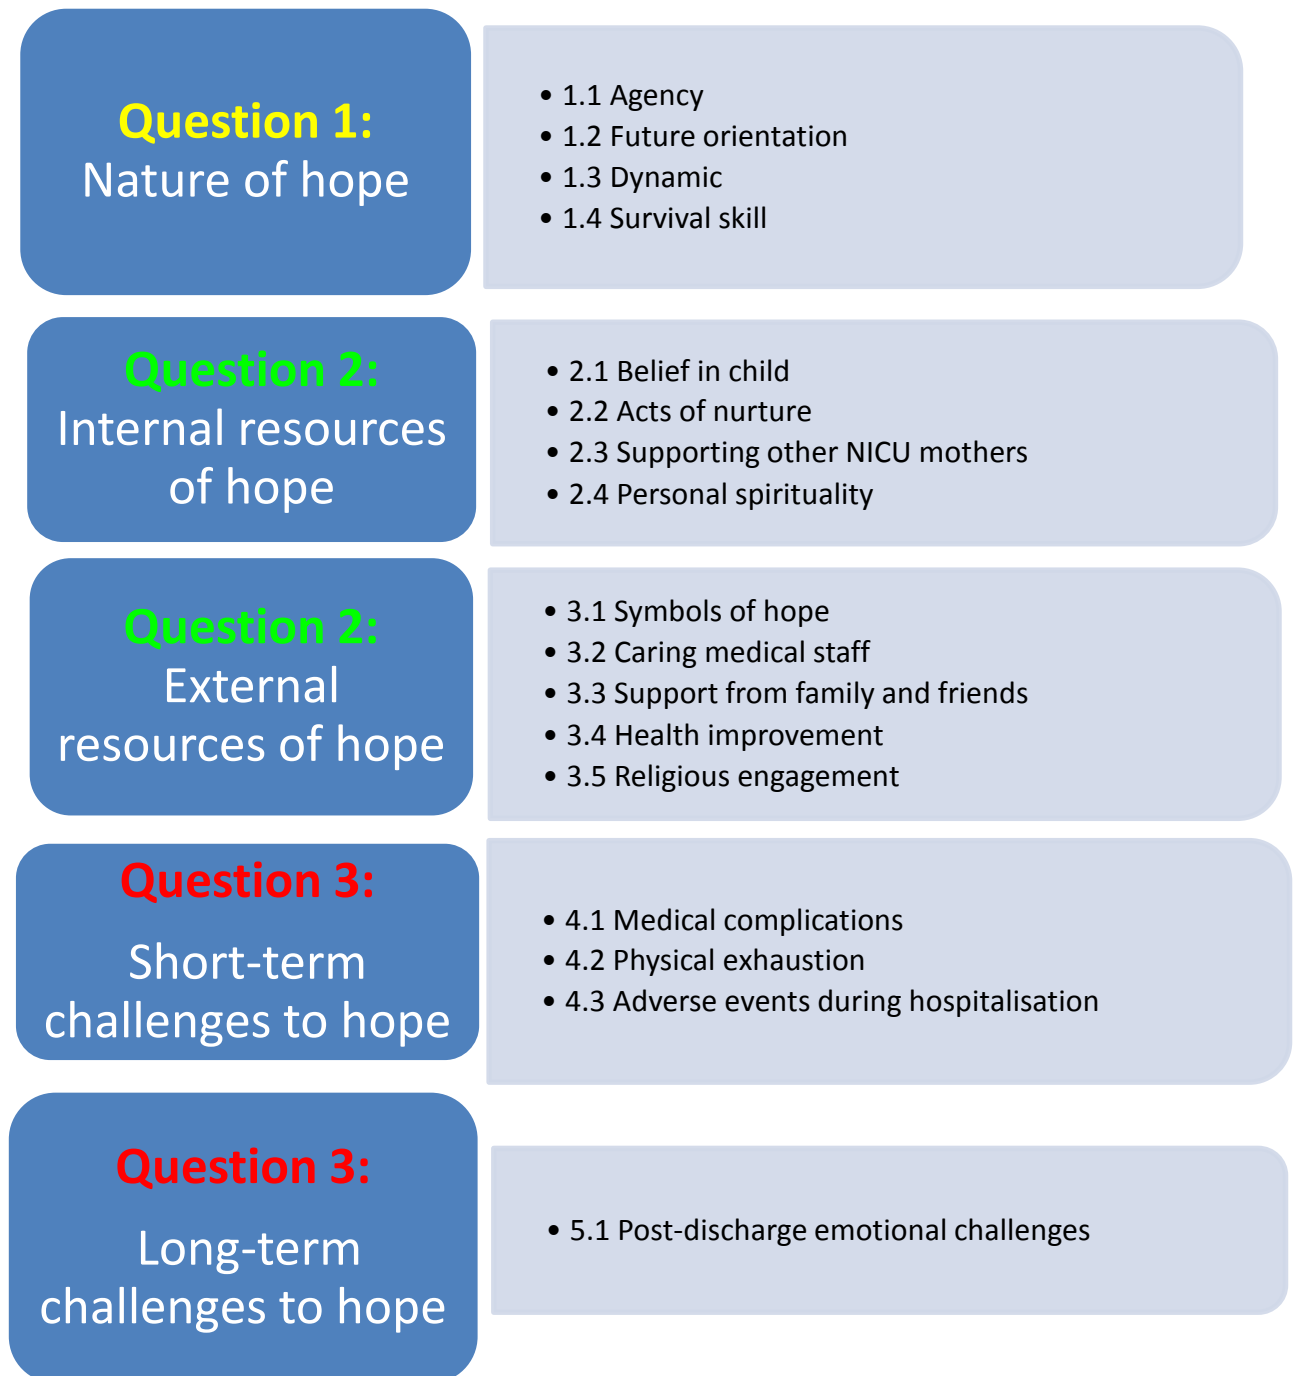 Question 1:
Nature of hope
• 1.1 Agency
• 1.2 Future orientation
• 1.3 Dynamic
• 1.4 Survival skill
Question 2:
Internal resources
of hope
• 2.1 Belief in child
• 2.2 Acts of nurture
• 2.3 Supporting other NICU mothers
• 2.4 Personal spirituality
Question 2:
External
resources of hope
• 3.1 Symbols of hope
• 3.2 Caring medical staff
• 3.3 Support from family and friends
• 3.4 Health improvement
• 3.5 Religious engagement
Question 3:
Short-term
challenges to hope
• 4.1 Medical complications
• 4.2 Physical exhaustion
• 4.3 Adverse events during hospitalisation
Question 3:
Long-term
challenges to hope
• 5.1 Post-discharge emotional challenges